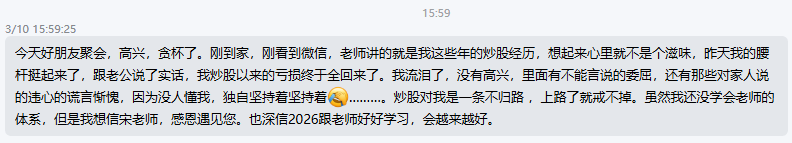 15:59
3/10 15:59:25
今天好朋友聚会，高兴，贪杯了。刚到家，刚看到微信，老师讲的就是我这些年的炒股经历，想起来心里就不是个滋味，昨天我的腰
杆挺起来了，跟老公说了实话，我炒股以来的亏损终于全回来了。我流泪了，没有高兴，里面有不能言说的委屈，还有那些对家人说
的违心的谎言惭愧，因为没人懂我，独自坚持着坚持着🤣………。炒股对我是一条不归路 ，上路了就戒不掉。虽然我还没学会老师的
体系，但是我想信宋老师，感恩遇见您。也深信2026跟老师好好学习，会越来越好。